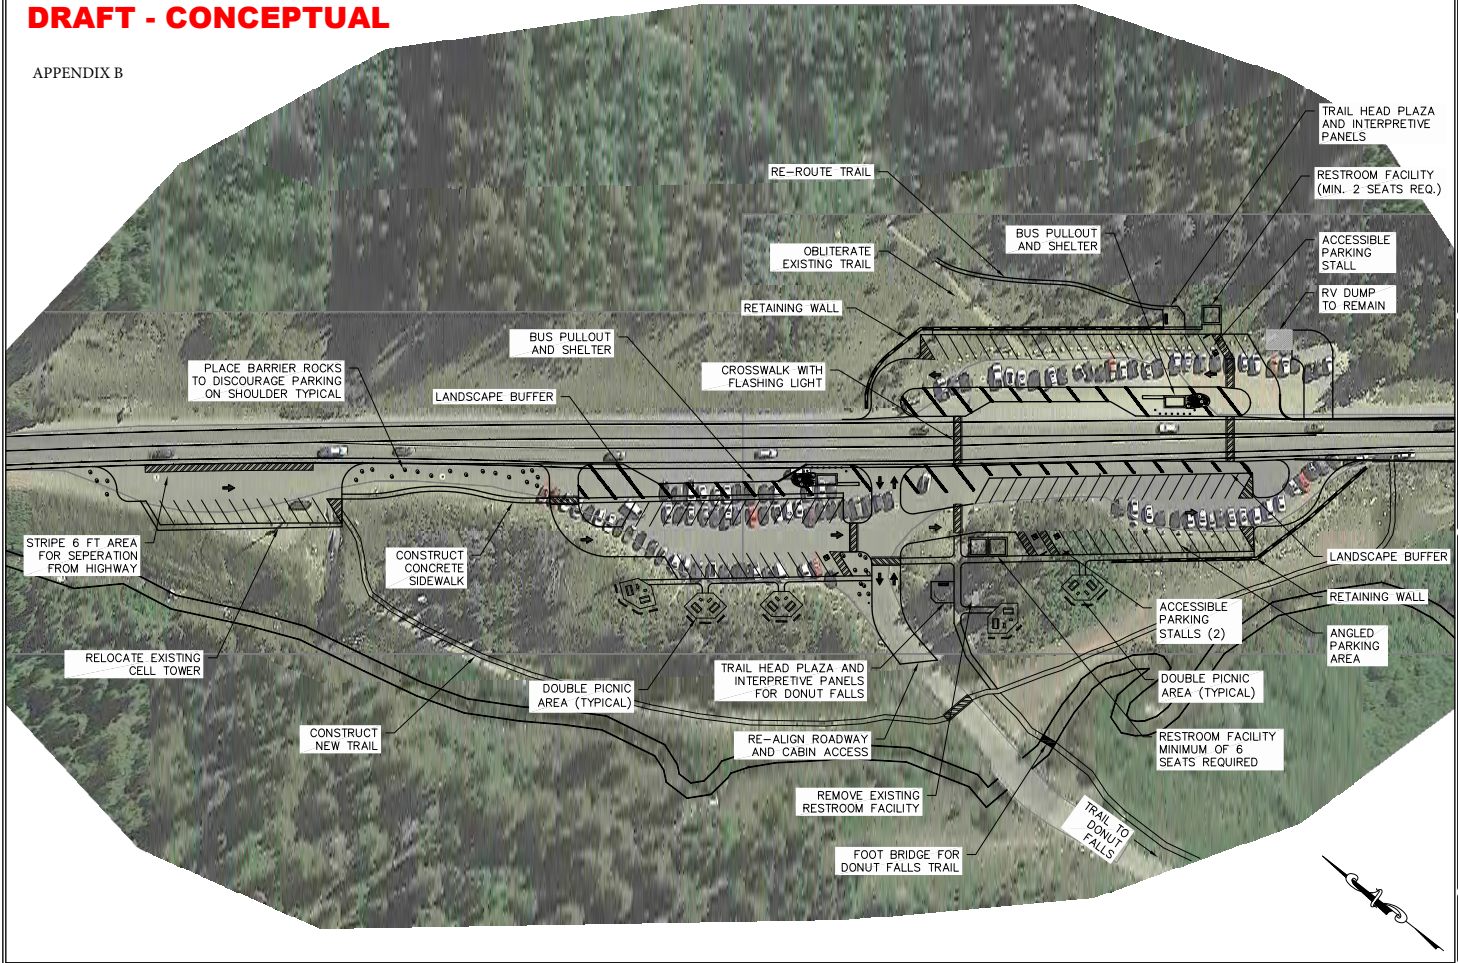 DRAFT - CONCEPTUAL
APPENDIX B
TRAIL HEAD PLAZA
AND INTERPRETIVE
PANELS
RE-ROUTE TRAIL
RESTROOM FACILITY
(MIN. 2 SEATS REQ.)
BUS PULLOUT
AND SHELTER
ACCESSIBLE
PARKING
STALL
OBLITERATE
EXISTING TRAIL
RV DUMP
TO REMAIN
RETAINING WALL
BUS PULLOUT
AND SHELTER
PLACE BARRIER ROCKS
TO DISCOURAGE PARKING
ON SHOULDER TYPICAL
CROSSWALK WITH
FLASHING LIGHT
LANDSCAPE BUFFER
STRIPE 6 FT AREA
FOR SEPERATION
FROM HIGHWAY
CONSTRUCT
CONCRETE
SIDEWALK
LANDSCAPE BUFFER
RETAINING WALL
ACCESSIBLE
PARKING
STALLS (2)
ANGLED
PARKING
AREA
RELOCATE EXISTING
CELL TOWER
TRAIL HEAD PLAZA AND
INTERPRETIVE PANELS
FOR DONUT FALLS
DOUBLE PICNIC
AREA (TYPICAL)
DOUBLE PICNIC
AREA (TYPICAL)
CONSTRUCT
NEW TRAIL
RE-ALIGN ROADWAY
AND CABIN ACCESS
RESTROOM FACILITY
MINIMUM OF 6
SEATS REQUIRED
REMOVE EXISTING
RESTROOM FACILITY
TRAIL TO
DONUT
FALLS
FOOT BRIDGE FOR
DONUT FALLS TRAIL